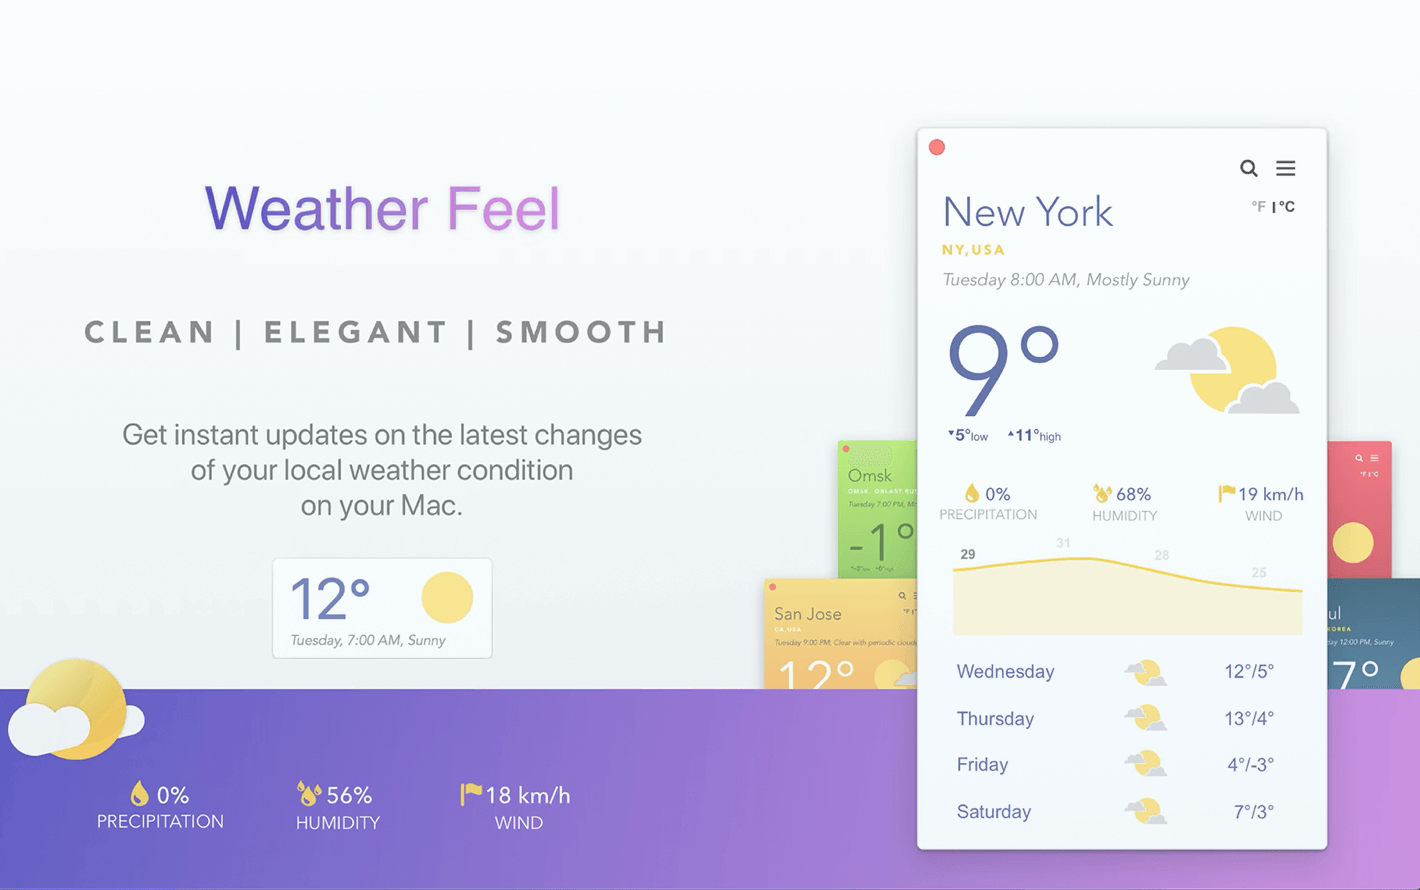 Weather Feel
CLEAN | ELEGANT | SMOOTH
Get instant updates on the latest changes
of your local weather condition
on your Mac.
12°
Tuesday, 7:00 AM, Sunny
0%
PRECIPITATION
56%
HUMIDITY
18 km/h
WIND
Omsk
OMSK, OBLAST,RUS
Tuesday 7:00 PM,
-1°
San Jose
CA,USA
Tuesday 9:00 PM, Clear with periodic clouds
12°
New York
°F | °C
NY,USA
Tuesday 8:00 AM, Mostly Sunny
9°
5°low 11°high
0%
PRECIPITATION
68%
HUMIDITY
19 km/h
WIND
29 31 28 25
Wednesday 12°/5°
Thursday 13°/4°
Friday 4°/-3°
Saturday 7°/3°
°F | °C
ul
KOREA
ay 12:00 PM, Sunny
7°